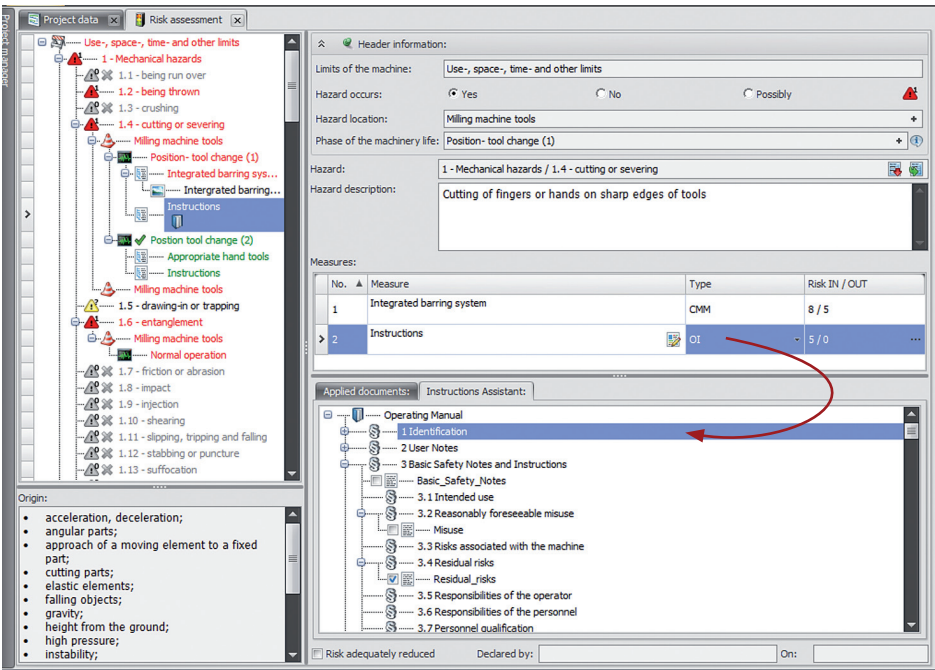 Project manager
Project data
Risk assessment
Use-, space-, time- and other limits
1 - Mechanical hazards
1.1 - being run over
1.2 - being thrown
1.3 - crushing
1.4 - cutting or severing
Milling machine tools
Position- tool change (1)
Integrated barring sys...
Intergrated barring...
Instructions
Postion tool change (2)
Appropriate hand tools
Instructions
Milling machine tools
1.5 - drawing-in or trapping
1.6 - entanglement
Milling machine tools
Normal operation
1.7 - friction or abrasion
1.8 - impact
1.9 - injection
1.10 - shearing
1.11 - slipping, tripping and falling
1.12 - stabbing or puncture
1.13 - suffocation
Origin:
• acceleration, deceleration;
• angular parts;
• approach of a moving element to a fixed
part;
• cutting parts;
• elastic elements;
• falling objects;
• gravity;
• height from the ground;
• high pressure;
• instability;
Header information:
Limits of the machine: Use-, space-, time- and other limits
Hazard occurs: Yes No Possibly
Hazard location: Milling machine tools
Phase of the machinery life: Position- tool change (1)
Hazard: 1 - Mechanical hazards / 1.4 - cutting or severing
Hazard description: Cutting of fingers or hands on sharp edges of tools
Measures:
No. Measure Type Risk IN / OUT
1 Integrated barring system CMM 8 / 5
2 Instructions OI 5 / 0 ...
Applied documents: Instructions Assistant:
Operating Manual
1 Identification
2 User Notes
3 Basic Safety Notes and Instructions
Basic_Safety_Notes
3.1 Intended use
3.2 Reasonably foreseeable misuse
Misuse
3.3 Risks associated with the machine
3.4 Residual risks
Residual_risks
3.5 Responsibilities of the operator
3.6 Responsibilities of the personnel
3.7 Personnel qualification
Risk adequately reduced Declared by: On: